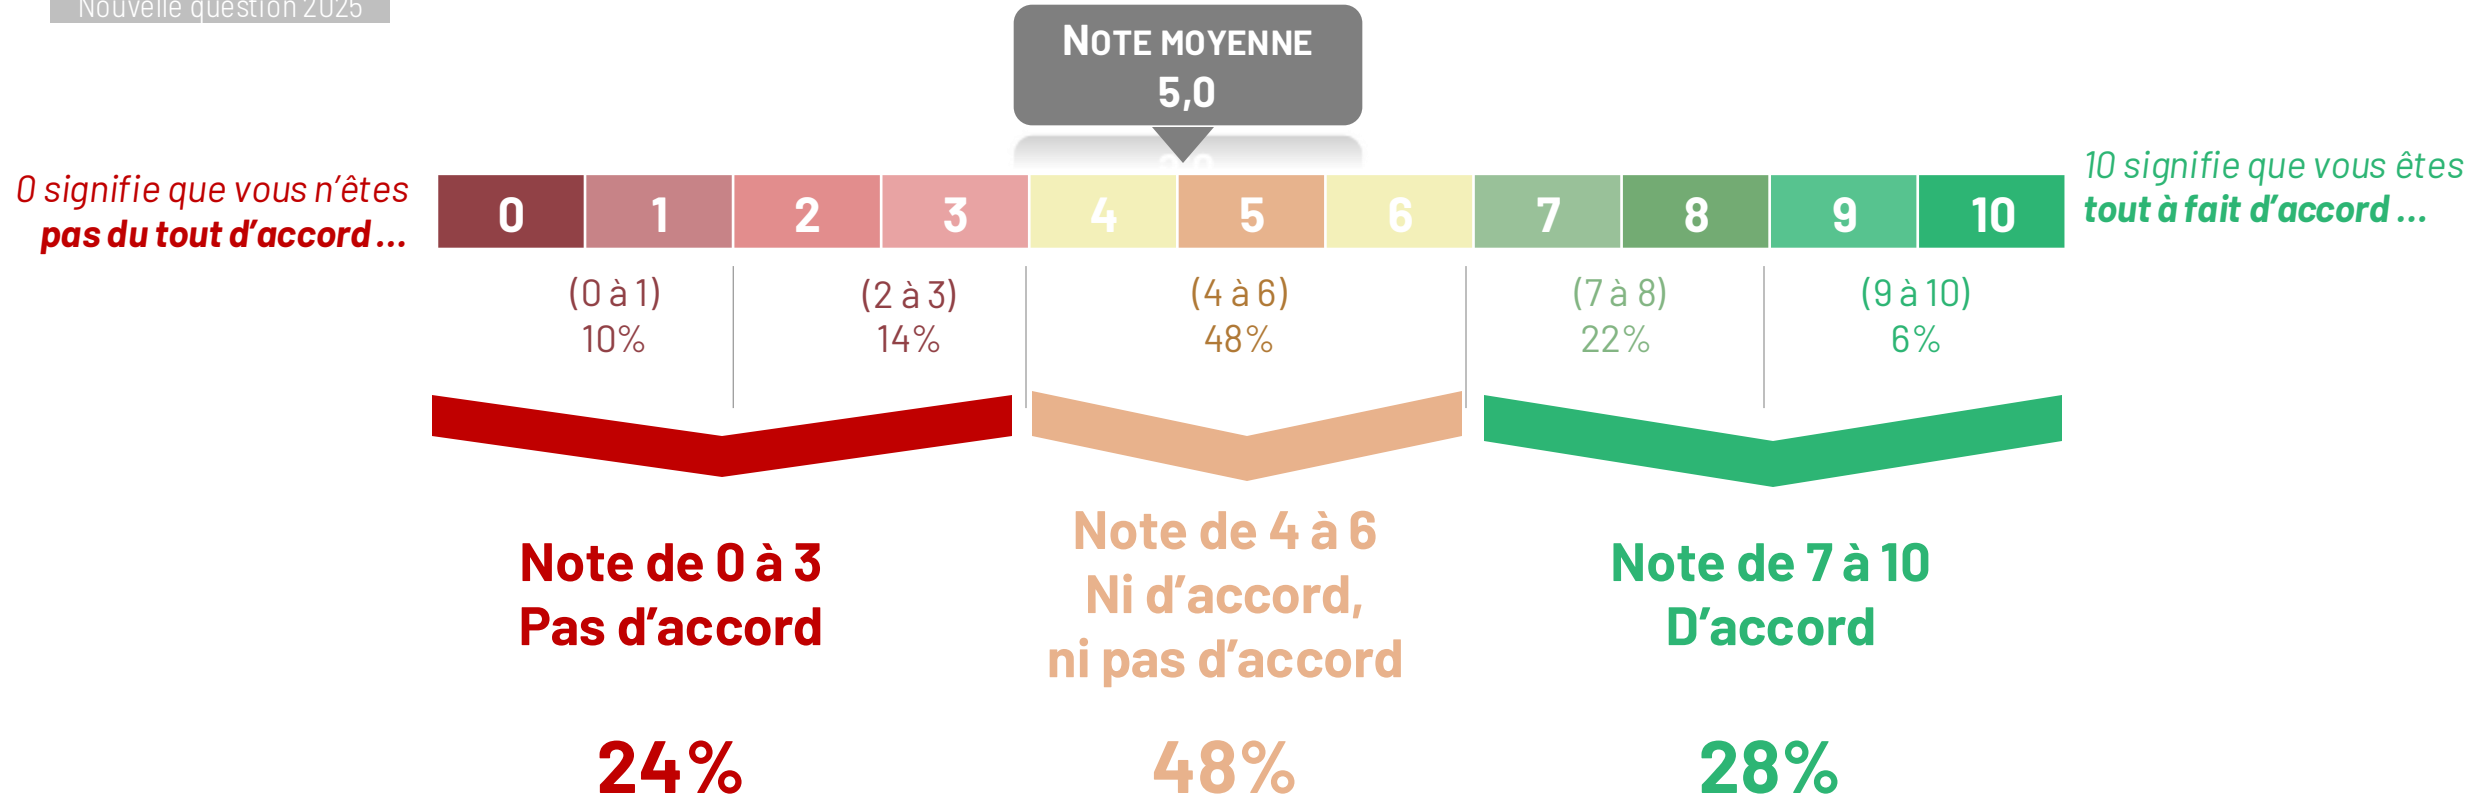 Nouvelle question 2025
NOTE MOYENNE
5,0
0 signifie que vous n’êtes
pas du tout d’accord …
10 signifie que vous êtes
tout à fait d’accord …
0 1 2 3 4 5 6 7 8 9 10
(0 à 1) (2 à 3) (4 à 6) (7 à 8) (9 à 10)
10% 14% 48% 22% 6%
Note de 0 à 3
Pas d’accord
24%
Note de 4 à 6
Ni d’accord,
ni pas d’accord
48%
Note de 7 à 10
D’accord
28%